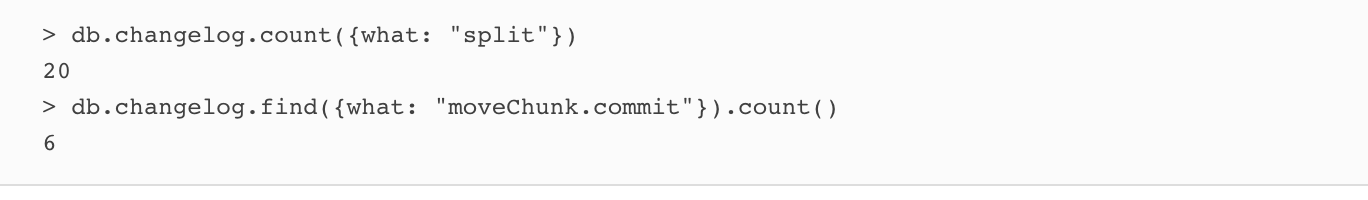 > db.changelog.count({what: "split"})
20
> db.changelog.find({what: "moveChunk.commit"}).count()
6